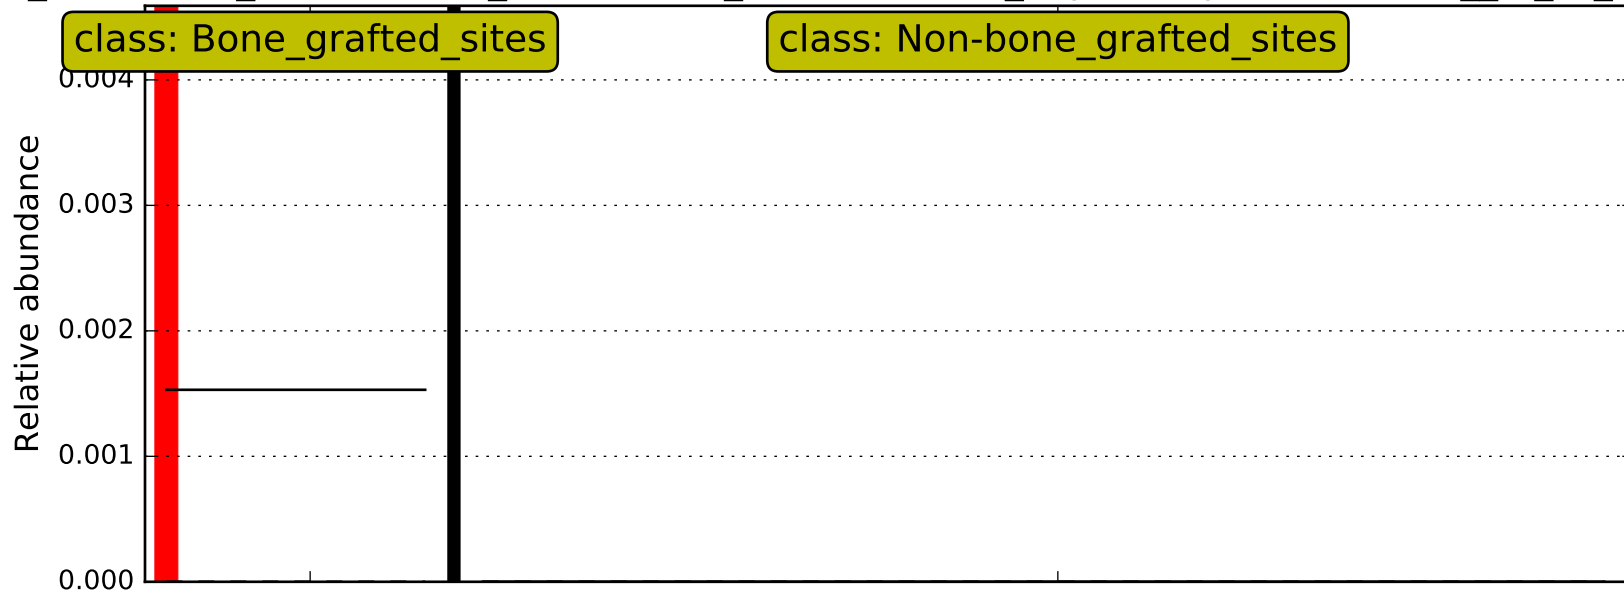 class: Bone_grafted_sites
class: Non-bone_grafted_sites
0.004
0.003
0.002
0.001
0.000
Relative abundance